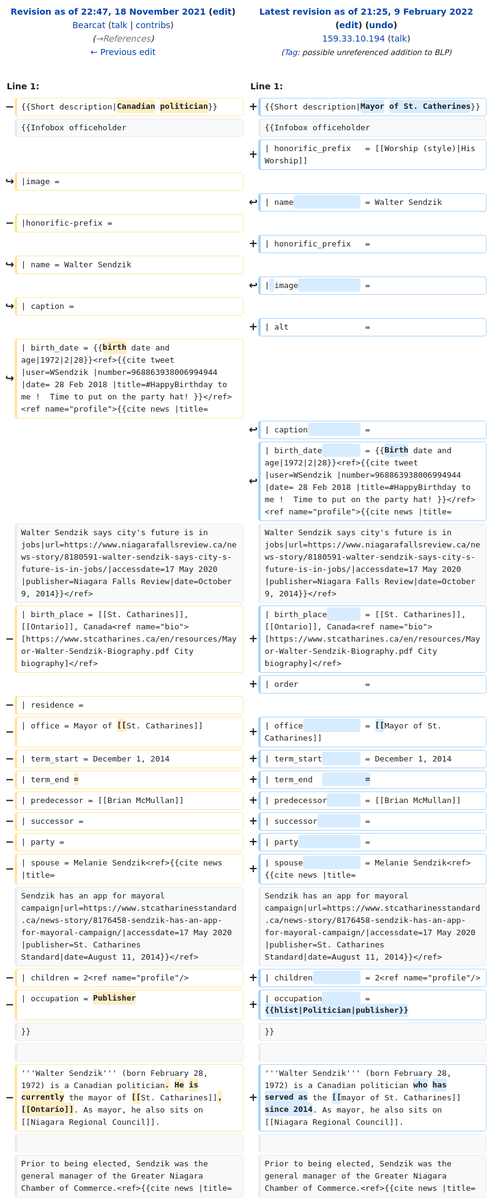 Revision as of 22:47, 18 November 2021 (edit)
Bearcat (talk | contribs)
(→References)
← Previous edit
Latest revision as of 21:25, 9 February 2022
(edit) (undo)
159.33.10.194 (talk)
(Tag: possible unreferenced addition to BLP)
Line 1:
Line 1:
− {{Short description|Canadian politician}}
+ {{Short description|Mayor of St. Catherines}}
{{Infobox officeholder
{{Infobox officeholder
+ | honorific_prefix = [[Worship (style)|His
Worship]]
↪ |image =
↩ | name = Walter Sendzik
− |honorific-prefix =
+ | honorific_prefix =
↪ | name = Walter Sendzik
↩ | image =
↪ | caption =
+ | alt =
↪ | birth_date = {{birth date and
age|1972|2|28}}<ref>{{cite tweet
|user=WSendzik |number=968863938006994944
|date= 28 Feb 2018 |title=#HappyBirthday to
me !  Time to put on the party hat! }}</ref>
<ref name="profile">{{cite news |title=
↩ | caption =
↩ | birth_date = {{Birth date and
age|1972|2|28}}<ref>{{cite tweet
|user=WSendzik |number=968863938006994944
|date= 28 Feb 2018 |title=#HappyBirthday to
me !  Time to put on the party hat! }}</ref>
<ref name="profile">{{cite news |title=
Walter Sendzik says city's future is in
jobs|url=https://www.niagarafallsreview.ca/ne
ws-story/8180591-walter-sendzik-says-city-s-
future-is-in-jobs/|accessdate=17 May 2020
|publisher=Niagara Falls Review|date=October
9, 2014}}</ref>
Walter Sendzik says city's future is in
jobs|url=https://www.niagarafallsreview.ca/ne
ws-story/8180591-walter-sendzik-says-city-s-
future-is-in-jobs/|accessdate=17 May 2020
|publisher=Niagara Falls Review|date=October
9, 2014}}</ref>
− | birth_place = [[St. Catharines]],
[[Ontario]], Canada<ref name="bio">
[https://www.stcatharines.ca/en/resources/May
or-Walter-Sendzik-Biography.pdf City
biography]</ref>
+ | birth_place = [[St. Catharines]],
[[Ontario]], Canada<ref name="bio">
[https://www.stcatharines.ca/en/resources/May
or-Walter-Sendzik-Biography.pdf City
biography]</ref>
+ | order =
− | residence =
− | office = Mayor of [[St. Catharines]]
+ | office = [[Mayor of St.
Catharines]]
− | term_start = December 1, 2014
+ | term_start = December 1, 2014
− | term_end =
+ | term_end =
− | predecessor = [[Brian McMullan]]
+ | predecessor = [[Brian McMullan]]
− | successor =
+ | successor =
− | party =
+ | party =
− | spouse = Melanie Sendzik<ref>{{cite news
|title=
+ | spouse = Melanie Sendzik<ref>
{{cite news |title=
Sendzik has an app for mayoral
campaign|url=https://www.stcatharinesstandard
.ca/news-story/8176458-sendzik-has-an-app-
for-mayoral-campaign/|accessdate=17 May 2020
|publisher=St. Catharines
Standard|date=August 11, 2014}}</ref>
Sendzik has an app for mayoral
campaign|url=https://www.stcatharinesstandard
.ca/news-story/8176458-sendzik-has-an-app-
for-mayoral-campaign/|accessdate=17 May 2020
|publisher=St. Catharines
Standard|date=August 11, 2014}}</ref>
− | children = 2<ref name="profile"/>
+ | children = 2<ref name="profile"/>
− | occupation = Publisher
+ | occupation =
{{hlist|Politician|publisher}}
}}
}}
− '''Walter Sendzik''' (born February 28,
1972) is a Canadian politician. He is
currently the mayor of [[St. Catharines]],
[[Ontario]]. As mayor, he also sits on
[[Niagara Regional Council]].
+ '''Walter Sendzik''' (born February 28,
1972) is a Canadian politician who has
served as the [[mayor of St. Catharines]]
since 2014. As mayor, he also sits on
[[Niagara Regional Council]].
Prior to being elected, Sendzik was the
general manager of the Greater Niagara
Chamber of Commerce.<ref>{{cite news |title=
Prior to being elected, Sendzik was the
general manager of the Greater Niagara
Chamber of Commerce.<ref>{{cite news |title=